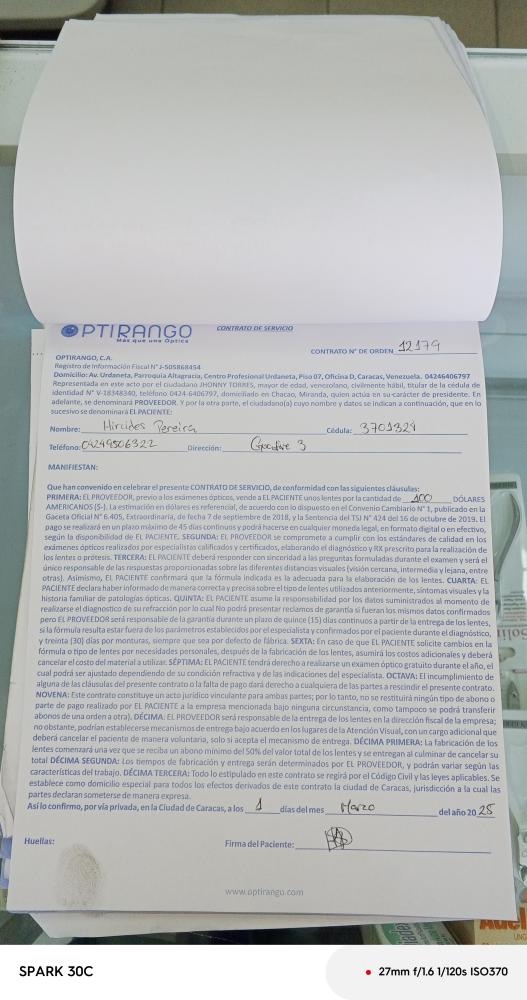 OPTIRANGO
Más que una Óptica
CONTRATO DE SERVICIO
CONTRATO N° DE ORDEN 12179
OPTIRANGO, C.A.
Registro de Información Fiscal N° J-505868454
Domicilio: Av. Urdaneta, Parroquia Altagracia, Centro Profesional Urdaneta, Piso 07, Oficina D, Caracas, Venezuela. 04246406797
Representada en este acto por el ciudadano JHONNY TORRES, mayor de edad, venezolano, civilmente hábil, titular de la cédula de
identidad N° V-18348340, teléfono 0424-6406797, domiciliado en Chacao, Miranda, quien actúa en su carácter de presidente. En
adelante, se denominará PROVEEDOR. Y por la otra parte, el ciudadano(a) cuyo nombre y datos se indican a continuación, que en lo
sucesivo se denominará EL PACIENTE:
Nombre: Hircides Pereira Cédula: 3701329
Teléfono: 04249506322 Dirección: 3
MANIFIESTAN:
Que han convenido en celebrar el presente CONTRATO DE SERVICIO, de conformidad con las siguientes cláusulas:
PRIMERA: EL PROVEEDOR, previo a los exámenes ópticos, vende a EL PACIENTE unos lentes por la cantidad de 100 DÓLARES
AMERICANOS ($-). La estimación en dólares es referencial, de acuerdo con lo dispuesto en el Convenio Cambiario N° 1, publicado en la
Gaceta Oficial N° 6.405, Extraordinaria, de fecha 7 de septiembre de 2018, y la Sentencia del TSJ N° 424 del 16 de octubre de 2019. El
pago se realizará en un plazo máximo de 45 días continuos y podrá hacerse en cualquier moneda legal, en formato digital o en efectivo,
según la disponibilidad de EL PACIENTE. SEGUNDA: EL PROVEEDOR se compromete a cumplir con los estándares de calidad en los
exámenes ópticos realizados por especialistas calificados y certificados, elaborando el diagnóstico y RX prescrito para la realización de
los lentes o prótesis. TERCERA: EL PACIENTE deberá responder con sinceridad a las preguntas formuladas durante el examen y será el
único responsable de las respuestas proporcionadas sobre las diferentes distancias visuales (visión cercana, intermedia y lejana, entre
otras). Asimismo, EL PACIENTE confirmará que la fórmula indicada es la adecuada para la elaboración de los lentes. CUARTA: EL
PACIENTE declara haber informado de manera correcta y precisa sobre el tipo de lentes utilizados anteriormente, síntomas visuales y la
historia familiar de patologías ópticas. QUINTA: EL PACIENTE asume la responsabilidad por los datos suministrados al momento de
realizarse el diagnostico de su refracción por lo cual No podrá presentar reclamos de garantía si fueran los mismos datos confirmados
pero EL PROVEEDOR será responsable de la garantía durante un plazo de quince (15) días continuos a partir de la entrega de los lentes,
si la fórmula resulta estar fuera de los parámetros establecidos por el especialista y confirmados por el paciente durante el diagnóstico,
y treinta (30) días por monturas, siempre que sea por defecto de fábrica. SEXTA: En caso de que EL PACIENTE solicite cambios en la
fórmula o tipo de lentes por necesidades personales, después de la fabricación de los lentes, asumirá los costos adicionales y deberá
cancelar el costo del material a utilizar. SÉPTIMA: EL PACIENTE tendrá derecho a realizarse un examen óptico gratuito durante el año, el
cual podrá ser ajustado dependiendo de su condición refractiva y de las indicaciones del especialista. OCTAVA: El incumplimiento de
alguna de las cláusulas del presente contrato o la falta de pago dará derecho a cualquiera de las partes a rescindir el presente contrato.
NOVENA: Este contrato constituye un acto jurídico vinculante para ambas partes; por lo tanto, no se restituirá ningún tipo de abono o
parte de pago realizado por EL PACIENTE a la empresa mencionada bajo ninguna circunstancia, como tampoco se podrá transferir
abonos de una orden a otra). DÉCIMA: EL PROVEEDOR será responsable de la entrega de los lentes en la dirección fiscal de la empresa;
no obstante, podrían establecerse mecanismos de entrega bajo acuerdo en los lugares de Atención Visual, con un cargo adicional que
deberá cancelar el paciente de manera voluntaria, solo si acepta el mecanismo de entrega. DÉCIMA PRIMERA: La fabricación de los
lentes comenzará una vez que se reciba un abono mínimo del 50% del valor total de los lentes y se entregan al culminar de cancelar su
total DÉCIMA SEGUNDA: Los tiempos de fabricación y entrega serán determinados por EL PROVEEDOR, y podrán variar según las
características del trabajo. DÉCIMA TERCERA: Todo lo estipulado en este contrato se regirá por el Código Civil y las leyes aplicables. Se
establece como domicilio especial para todos los efectos derivados de este contrato la ciudad de Caracas, jurisdicción a la cual las
partes declaran someterse de manera expresa.
Así lo confirmo, por vía privada, en la Ciudad de Caracas, a los 1 días del mes Marzo del año 20 25
Huellas:
Firma del Paciente:
www.optirango.com
SPARK 30C
27mm f/1.6 1/120s ISO370